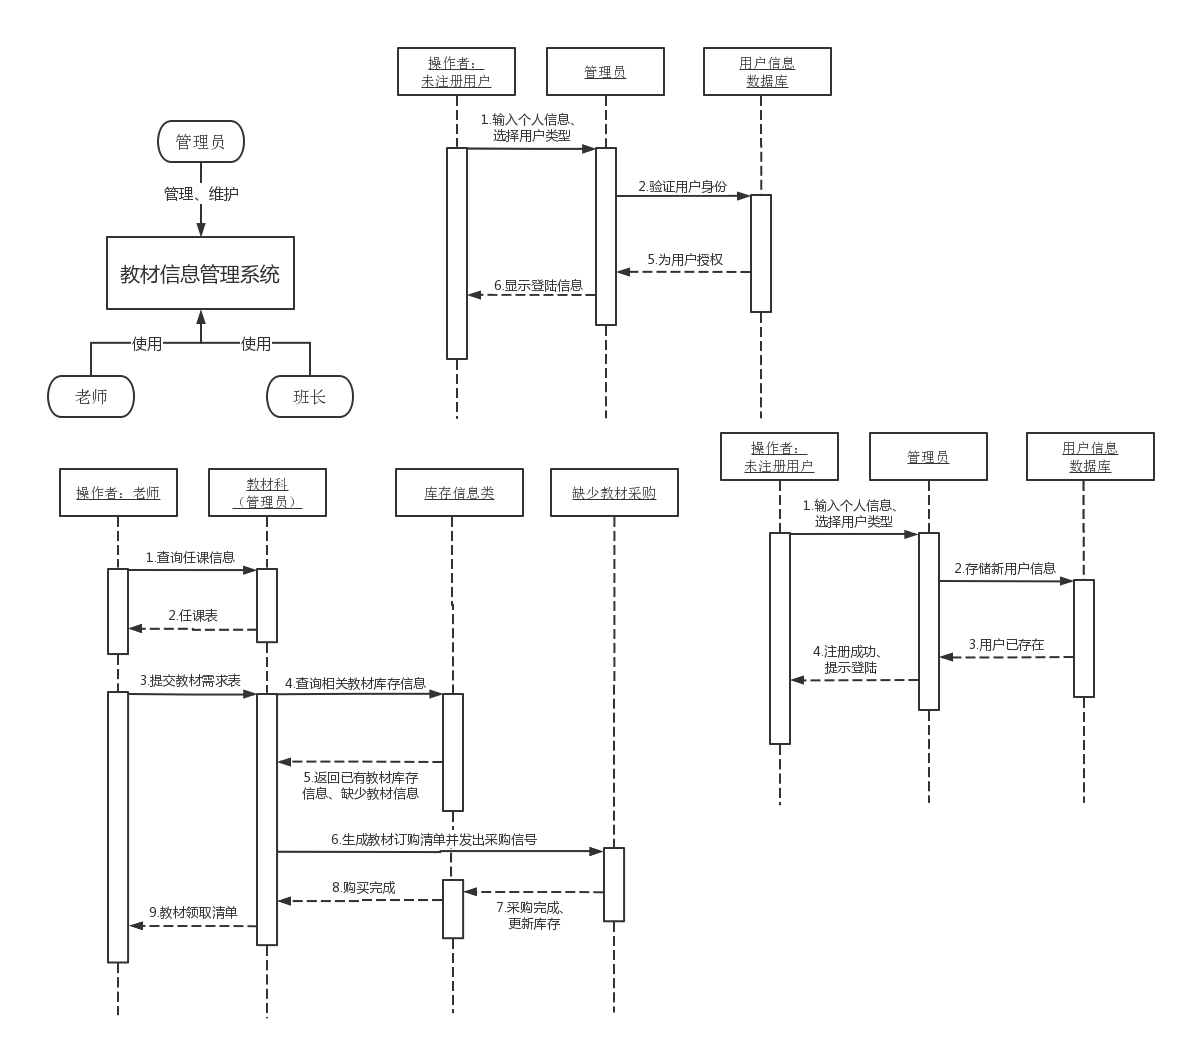 管理员
管理、维护
教材信息管理系统
使用
使用
老师
班长
操作者：
未注册用户
管理员
用户信息
数据库
1.输入个人信息、
选择用户类型
2.验证用户身份
5.为用户授权
6.显示登陆信息
操作者：
未注册用户
管理员
用户信息
数据库
1.输入个人信息、
选择用户类型
2.存储新用户信息
3.用户已存在
4.注册成功、
提示登陆
操作者：老师
教材科
（管理员）
库存信息类
缺少教材采购
1.查询任课信息
2.任课表
3.提交教材需求表
4.查询相关教材库存信息
5.返回已有教材库存
信息、缺少教材信息
6.生成教材订购清单并发出采购信号
7.采购完成、
更新库存
8.购买完成
9.教材领取清单